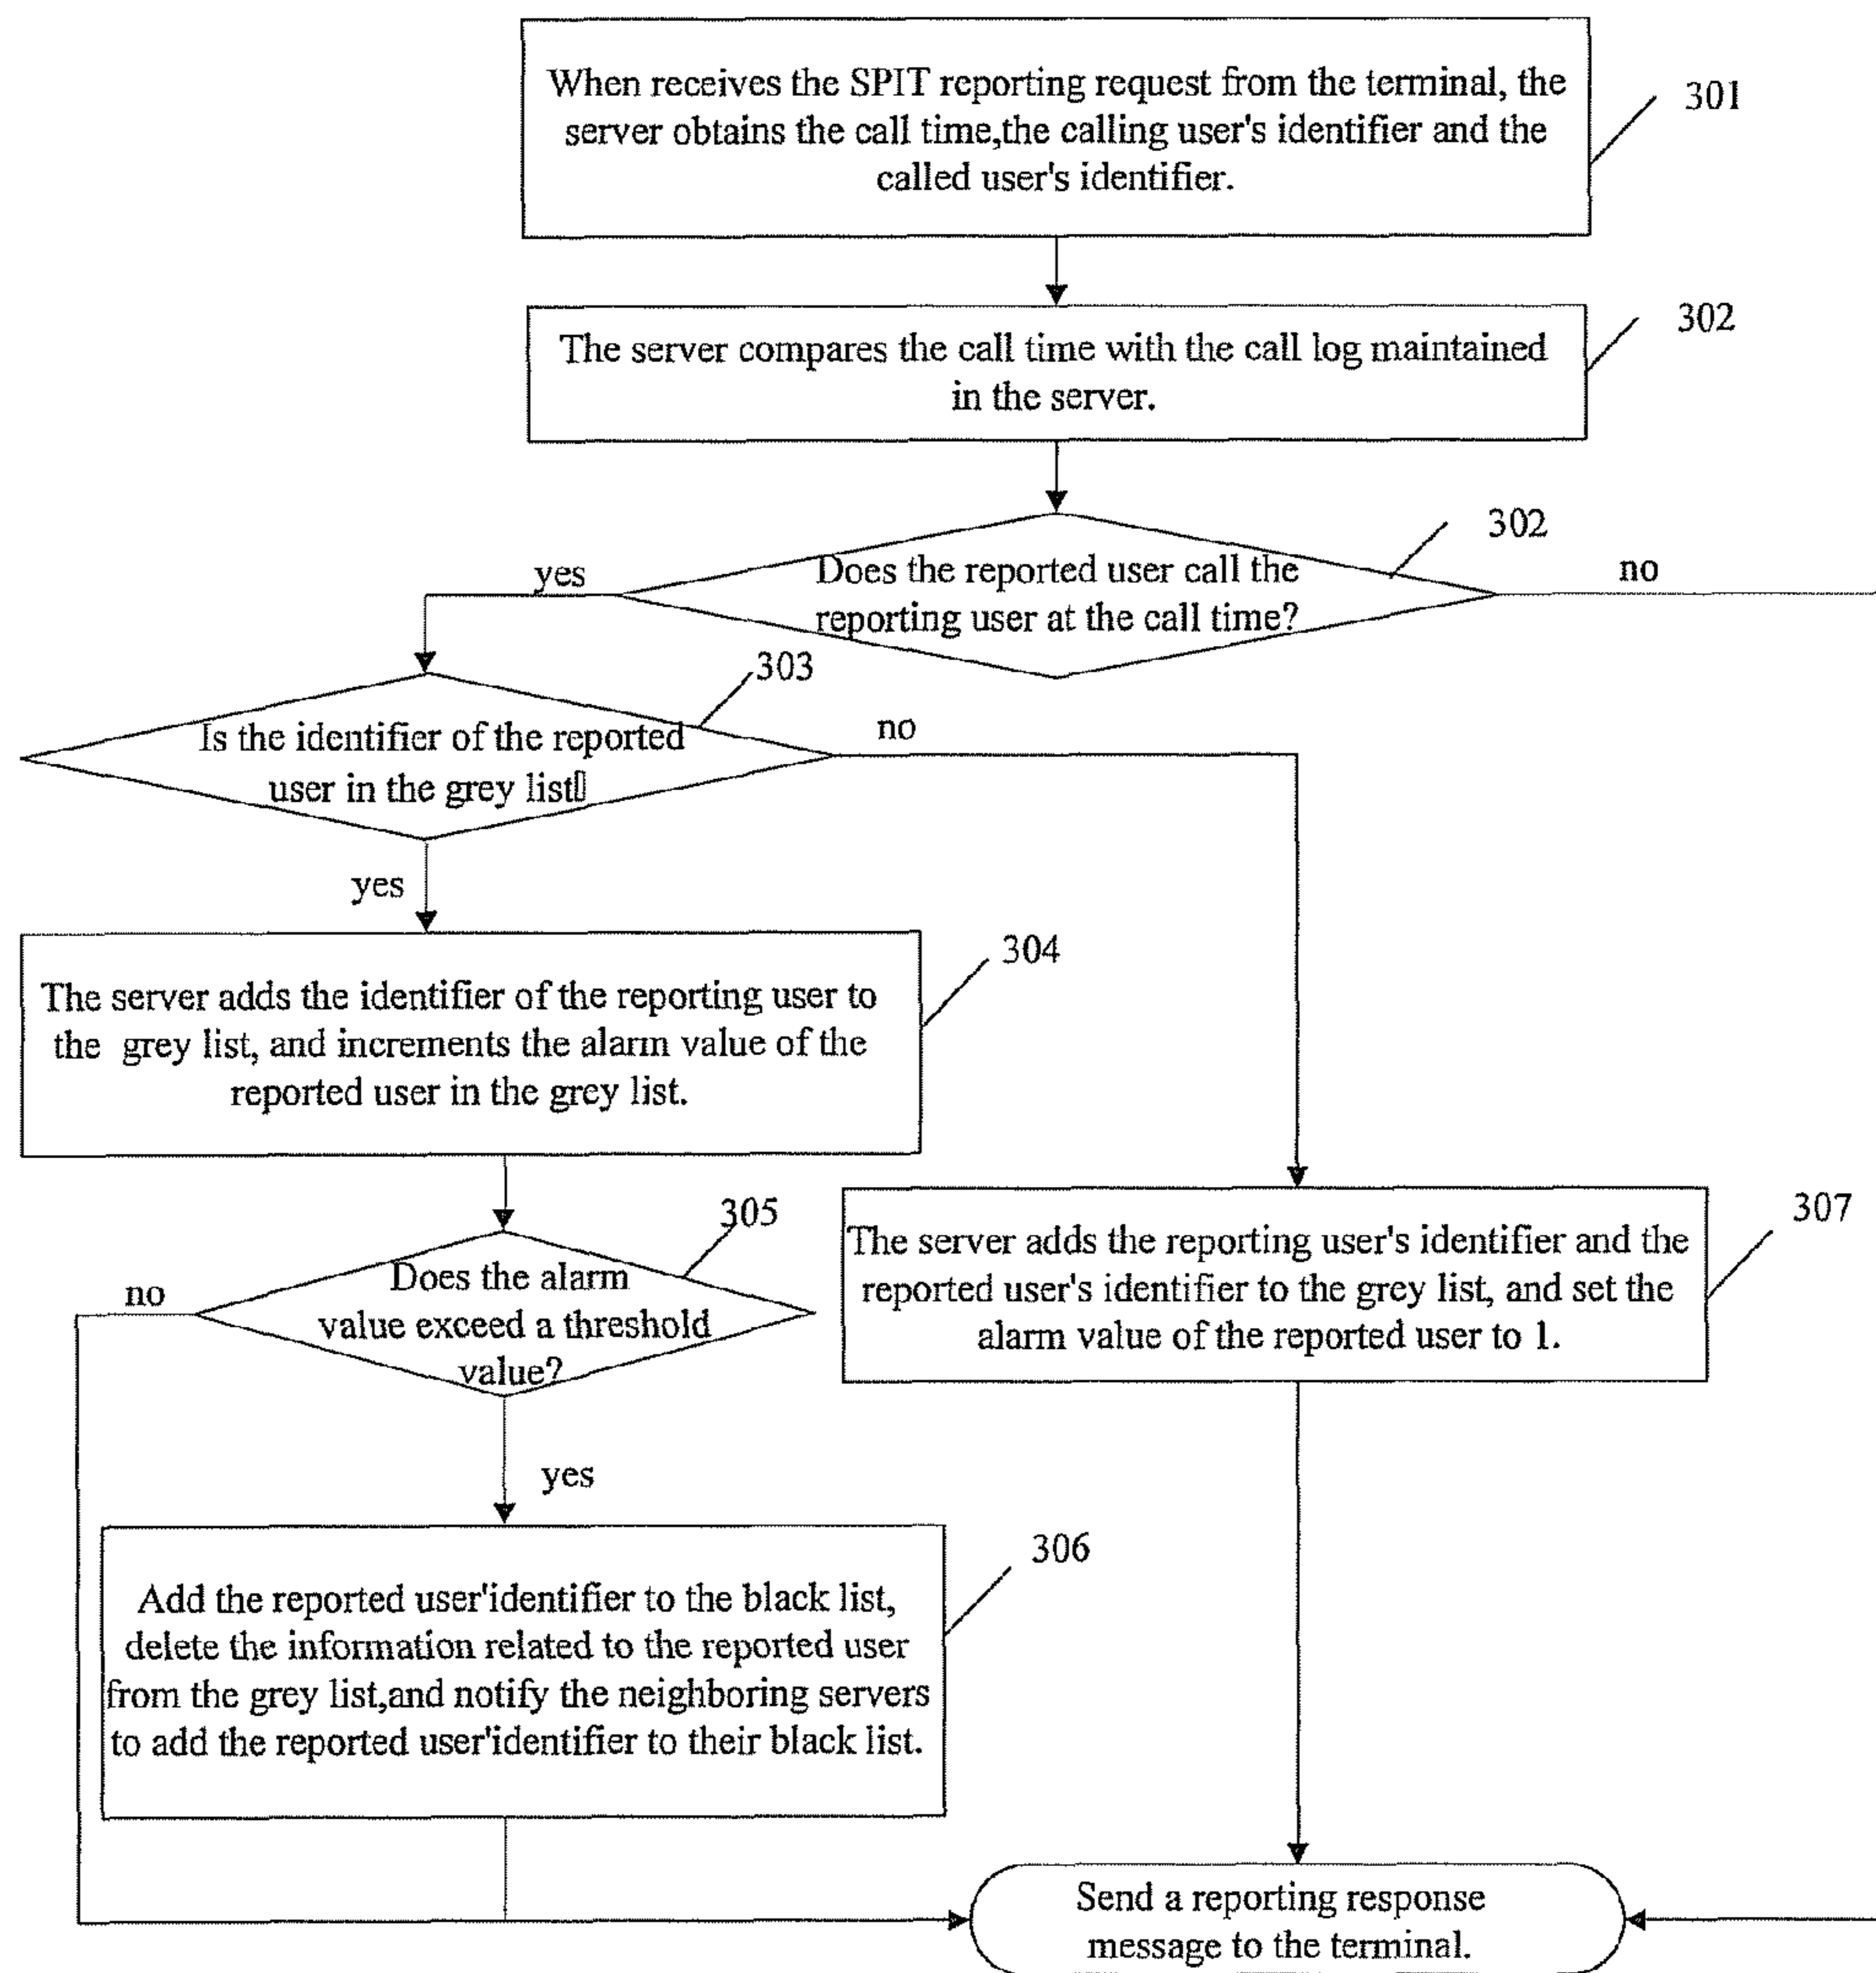 When receives the SPIT reporting request from the terminal, the
server obtains the call time,the calling user's identifier and the
called user's identifier.
301
The server compares the call time with the call log maintained
in the server.
302
Does the reported user call the
reporting user at the call time?
302
yes
no
Is the identifier of the reported
user in the grey list
303
no
yes
The server adds the identifier of the reporting user to
the grey list, and increments the alarm value of the
reported user in the grey list.
304
Does the alarm
value exceed a threshold
value?
305
no
yes
The server adds the reporting user's identifier and the
reported user's identifier to the grey list, and set the
alarm value of the reported user to 1.
307
Add the reported user'identifier to the black list,
delete the information related to the reported user
from the grey list,and notify the neighboring servers
to add the reported user'identifier to their black list.
306
Send a reporting response
message to the terminal.